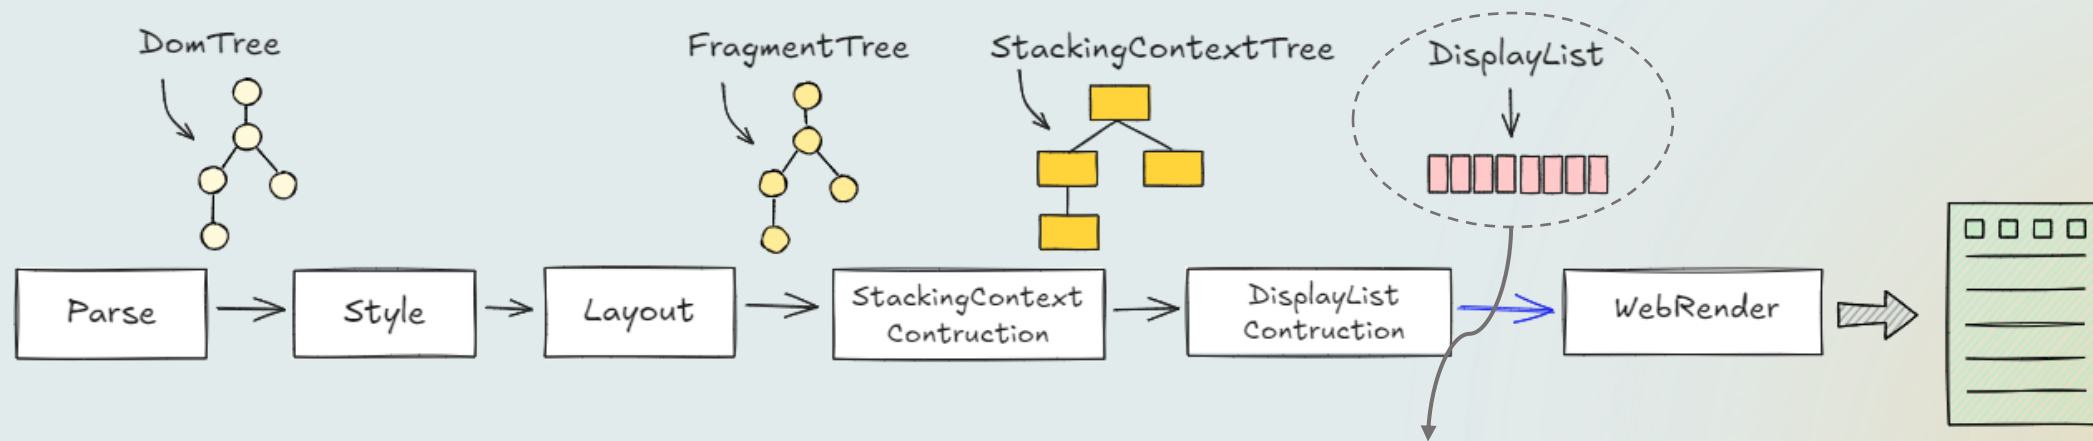 DomTree
FragmentTree
StackingContextTree
DisplayList
Parse
Style
Layout
StackingContext
Contruction
DisplayList
Contruction
WebRender